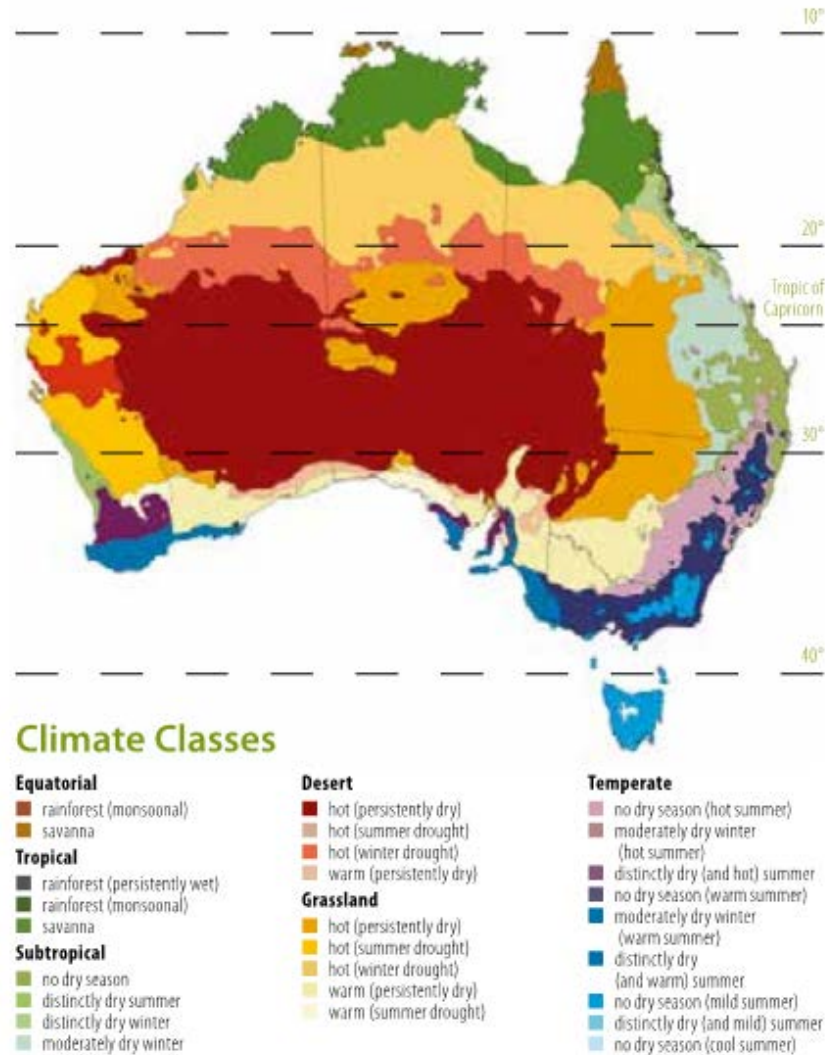 10°
20°
Tropic of
Capricorn
30°
40°
Climate Classes
Equatorial
rainforest (monsoonal)
savanna
Tropical
rainforest (persistently wet)
rainforest (monsoonal)
savanna
Subtropical
no dry season
distinctly dry summer
distinctly dry winter
moderately dry winter
Desert
hot (persistently dry)
hot (summer drought)
hot (winter drought)
warm (persistently dry)
Grassland
hot (persistently dry)
hot (summer drought)
hot (winter drought)
warm (persistently dry)
warm (summer drought)
Temperate
no dry season (hot summer)
moderately dry winter
(hot summer)
distinctly dry (and hot) summer
no dry season (warm summer)
moderately dry winter
(warm summer)
distinctly dry
(and warm) summer
no dry season (mild summer)
distinctly dry (and mild) summer
no dry season (cool summer)